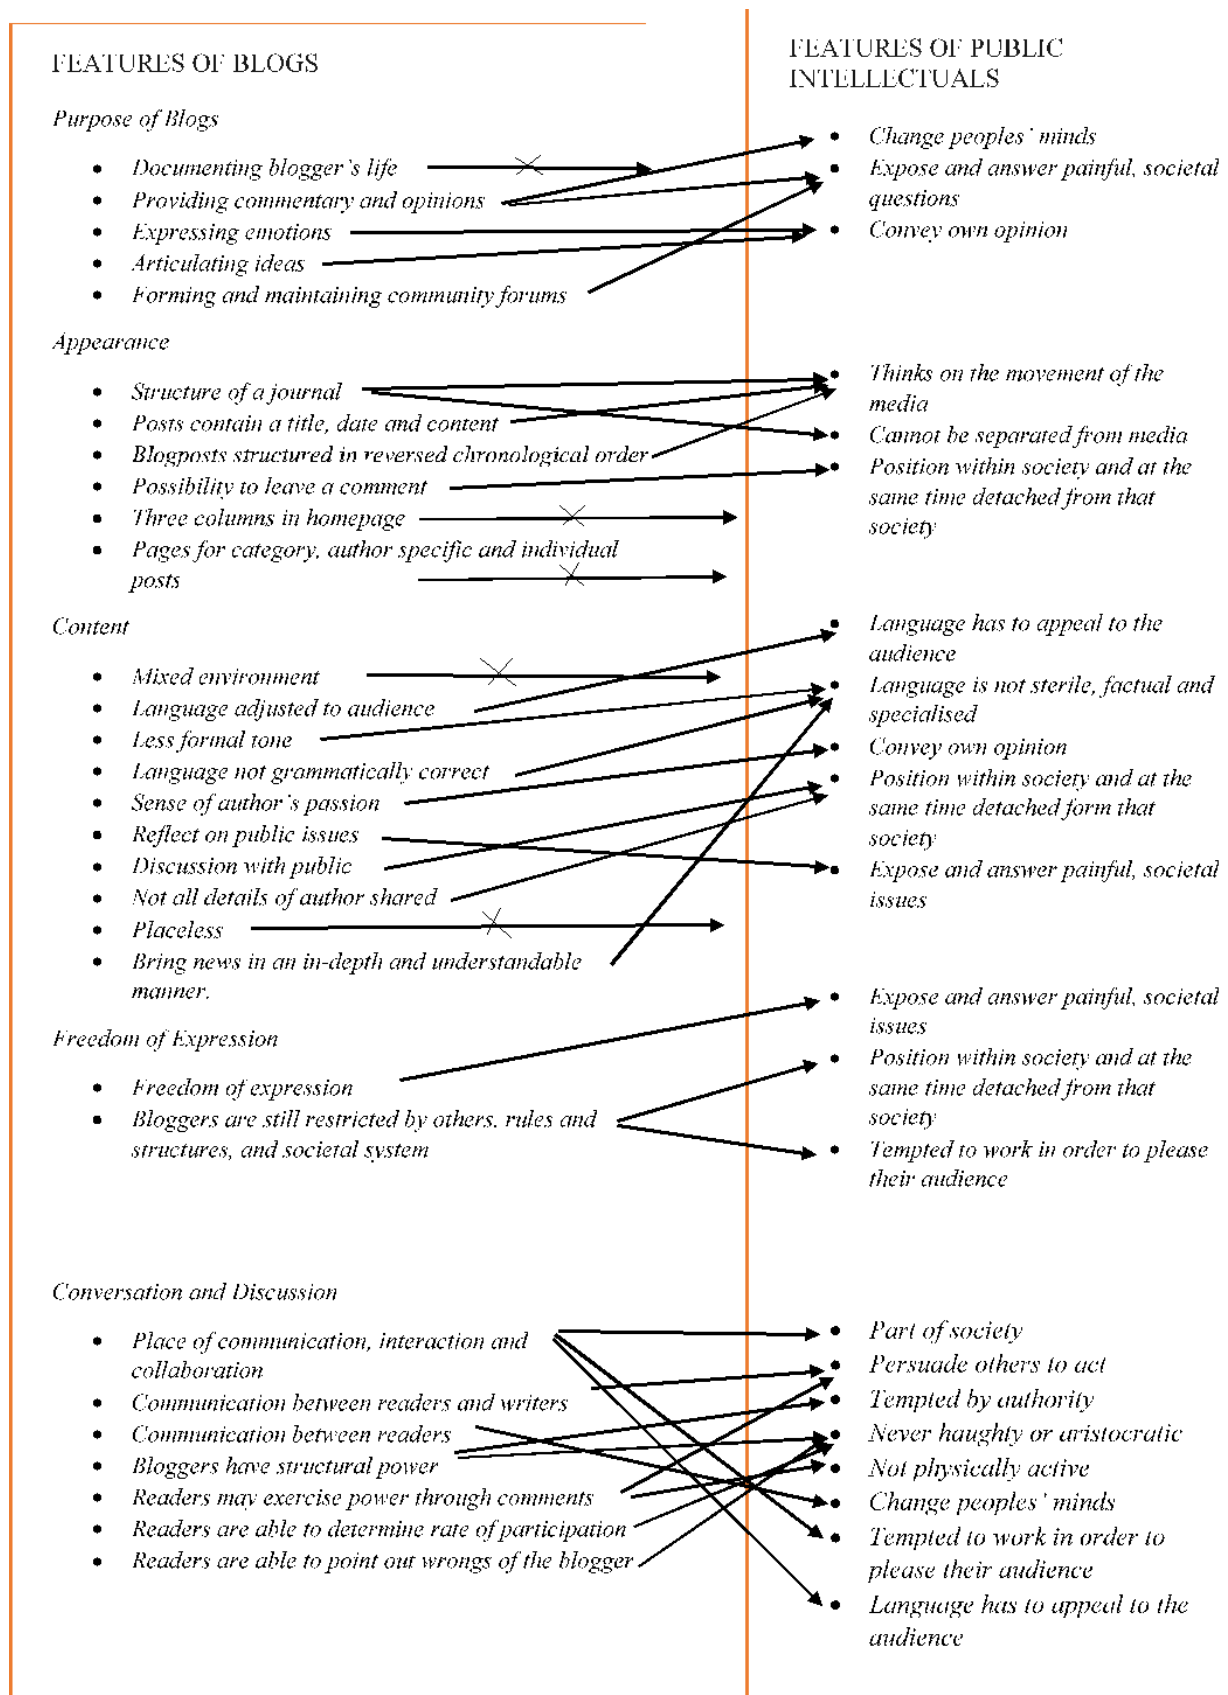 FEATURES OF BLOGS
Purpose of Blogs
• Documenting blogger's life
• Providing commentary and opinions
• Expressing emotions
• Articulating ideas
• Forming and maintaining community forums
Appearance
• Structure of a journal
• Posts contain a title, date and content
• Blogposts structured in reversed chronological order
• Possibility to leave a comment
• Three columns in homepage
• Pages for category, author specific and individual
posts
Content
• Mixed environment
• Language adjusted to audience
• Less formal tone
• Language not grammatically correct
• Sense of author's passion
• Reflect on public issues
• Discussion with public
• Not all details of author shared
• Placeless
• Bring news in an in-depth and understandable
manner.
Freedom of Expression
• Freedom of expression
• Bloggers are still restricted by others, rules and
structures, and societal system
Conversation and Discussion
• Place of communication, interaction and
collaboration
• Communication between readers and writers
• Communication between readers
• Bloggers have structural power
• Readers may exercise power through comments
• Readers are able to determine rate of participation
• Readers are able to point out wrongs of the blogger
FEATURES OF PUBLIC
INTELLECTUALS
• Change peoples' minds
• Expose and answer painful, societal
questions
• Convey own opinion
• Thinks on the movement of the
media
• Cannot be separated from media
• Position within society and at the
same time detached from that
society
• Language has to appeal to the
audience
• Language is not sterile, factual and
specialised
• Convey own opinion
• Position within society and at the
same time detached form that
society
• Expose and answer painful, societal
issues
• Expose and answer painful, societal
issues
• Position within society and at the
same time detached from that
society
• Tempted to work in order to please
their audience
• Part of society
• Persuade others to act
• Tempted by authority
• Never haughty or aristocratic
• Not physically active
• Change peoples' minds
• Tempted to work in order to
please their audience
• Language has to appeal to the
audience